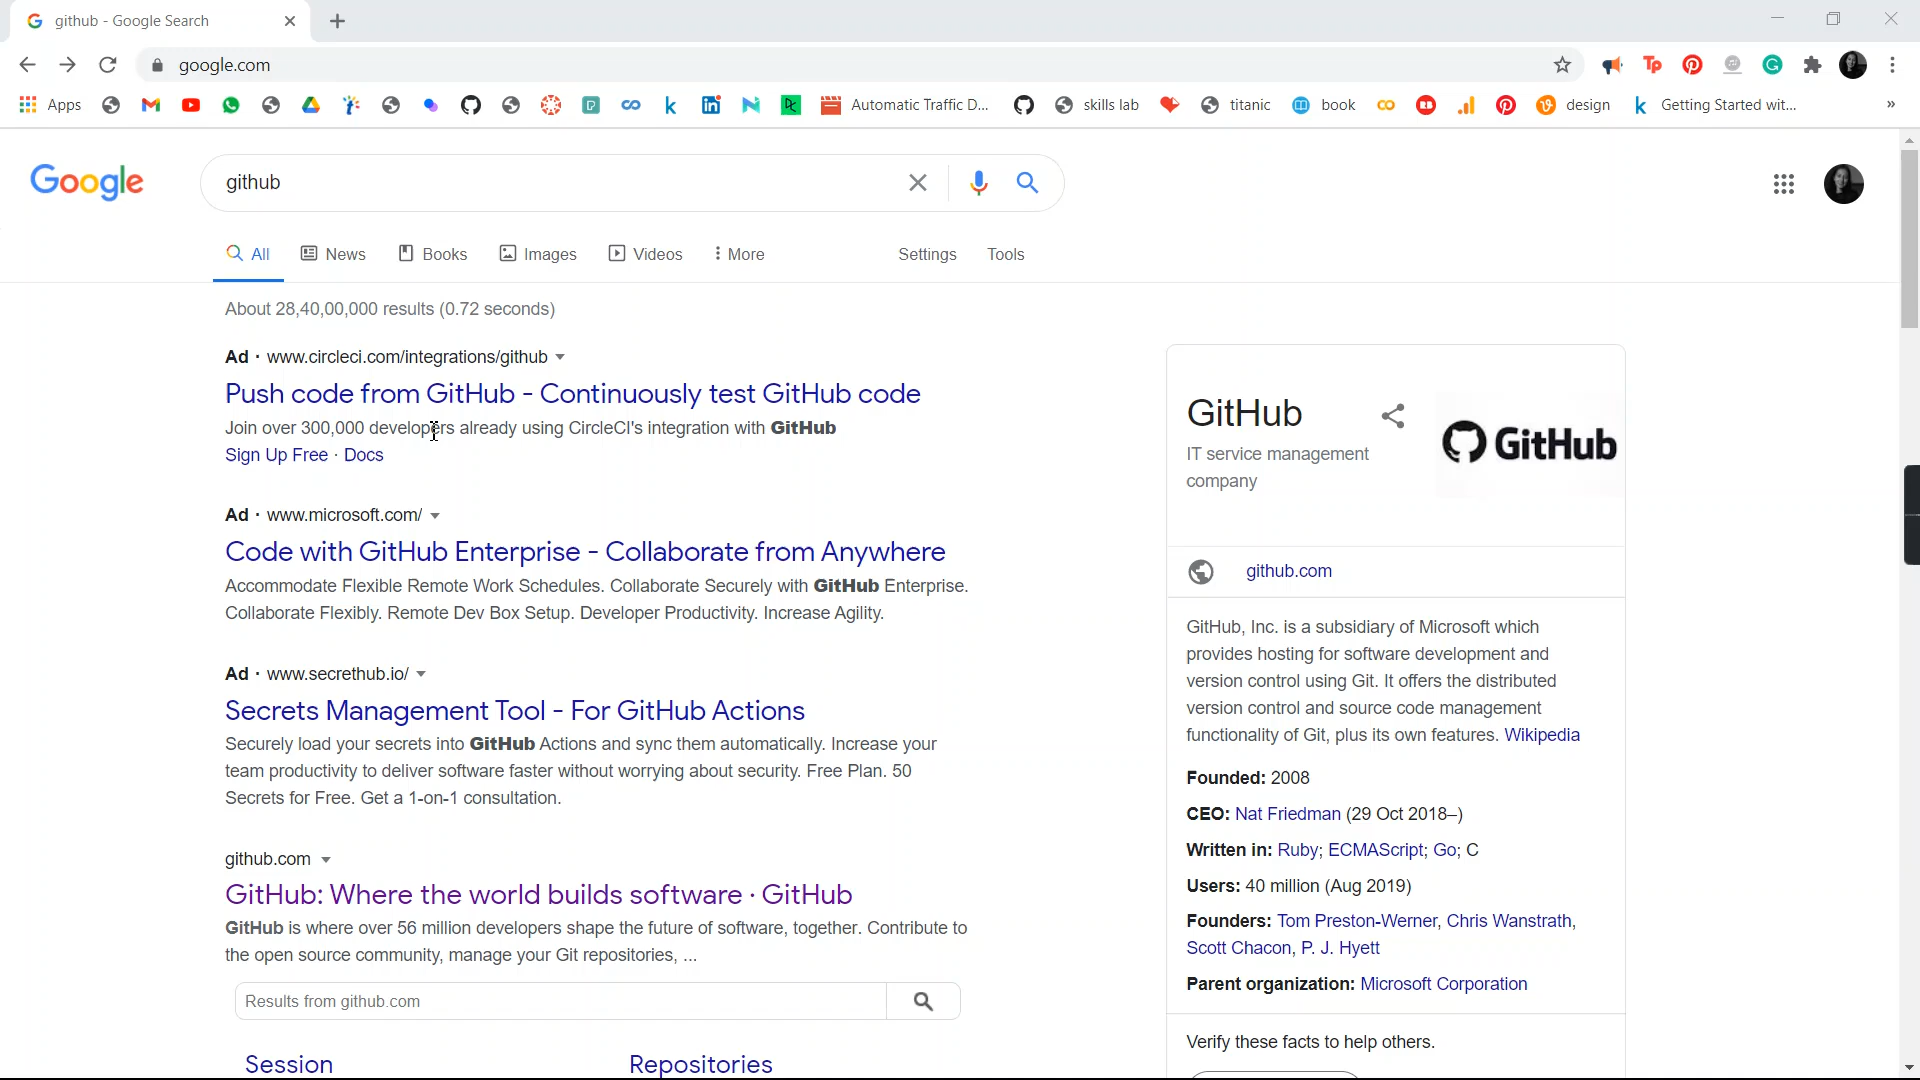 github - Google Search
google.com
Apps
Automatic Traffic D...
skills lab
titanic
book
design
Getting Started wit...
»
Google
github
All
News
Books
Images
Videos
More
Settings
Tools
About 28,40,00,000 results (0.72 seconds)
Ad · www.circleci.com/integrations/github
Push code from GitHub - Continuously test GitHub code
Join over 300,000 developers already using CircleCI's integration with GitHub
Sign Up Free · Docs
Ad · www.microsoft.com/
Code with GitHub Enterprise - Collaborate from Anywhere
Accommodate Flexible Remote Work Schedules. Collaborate Securely with GitHub Enterprise.
Collaborate Flexibly. Remote Dev Box Setup. Developer Productivity. Increase Agility.
Ad · www.secrethub.io/
Secrets Management Tool - For GitHub Actions
Securely load your secrets into GitHub Actions and sync them automatically. Increase your
team productivity to deliver software faster without worrying about security. Free Plan. 50
Secrets for Free. Get a 1-on-1 consultation.
github.com
GitHub: Where the world builds software · GitHub
GitHub is where over 56 million developers shape the future of software, together. Contribute to
the open source community, manage your Git repositories, ...
Results from github.com
Session
Repositories
GitHub
IT service management
company
GitHub
github.com
GitHub, Inc. is a subsidiary of Microsoft which
provides hosting for software development and
version control using Git. It offers the distributed
version control and source code management
functionality of Git, plus its own features. Wikipedia
Founded: 2008
CEO: Nat Friedman (29 Oct 2018–)
Written in: Ruby; ECMAScript; Go; C
Users: 40 million (Aug 2019)
Founders: Tom Preston-Werner, Chris Wanstrath,
Scott Chacon, P. J. Hyett
Parent organization: Microsoft Corporation
Verify these facts to help others.